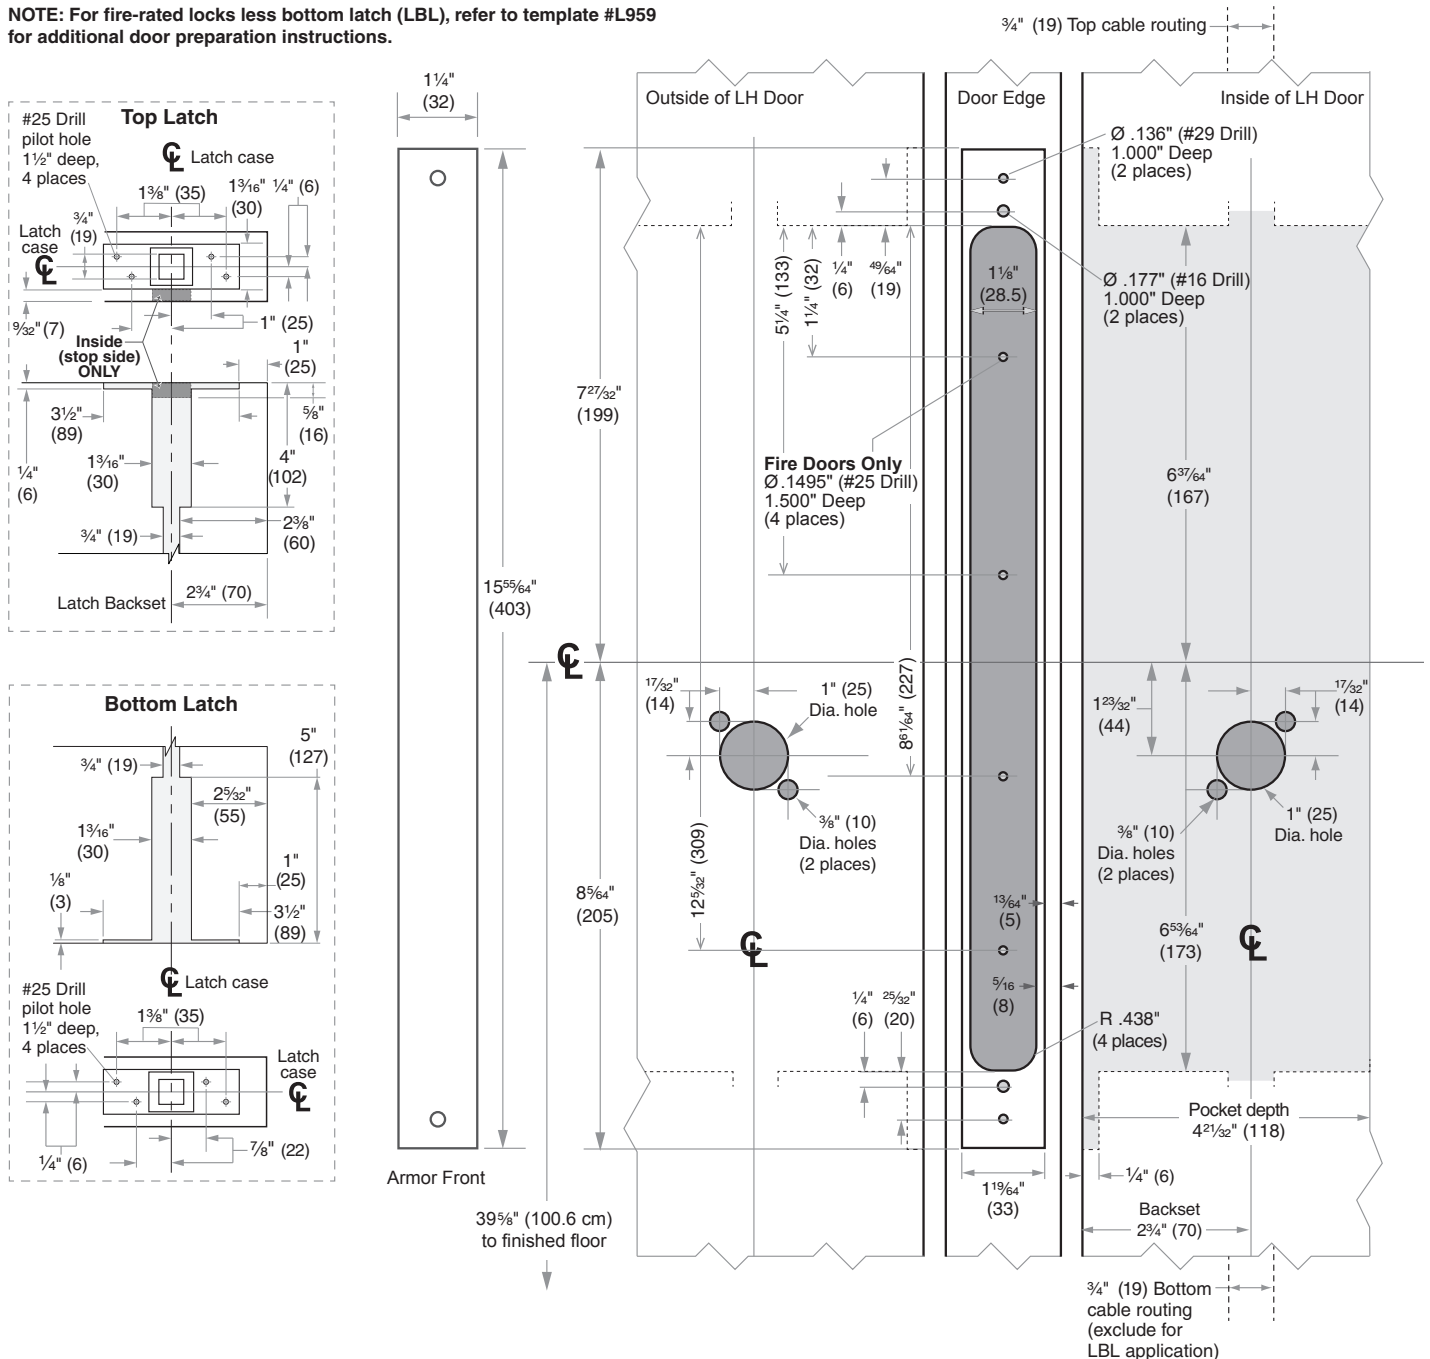 NOTE: For fire-rated locks less bottom latch (LBL), refer to template #L959
for additional door preparation instructions.
¾" (19) Top cable routing
Top Latch
#25 Drill
pilot hole
1½" deep,
4 places
CL Latch case
1⅜" (35)
1³⁄₁₆"
(30)
¼" (6)
¾"
(19)
Latch
case
CL
⁹⁄₃₂"(7)
1" (25)
Inside
(stop side)
ONLY
1"
(25)
3½"
(89)
⅝"
(16)
¼"
(6)
1³⁄₁₆"
(30)
4"
(102)
¾" (19)
2⅜"
(60)
Latch Backset
2¾" (70)
Bottom Latch
5"
(127)
¾" (19)
2⁵⁄₃₂"
(55)
1³⁄₁₆"
(30)
1"
(25)
⅛"
(3)
3½"
(89)
CL Latch case
#25 Drill
pilot hole
1½" deep,
4 places
1⅜" (35)
Latch
case
CL
¼" (6)
⅞" (22)
1¼"
(32)
15⁵⁵⁄₆₄"
(403)
Armor Front
CL
39⅝" (100.6 cm)
to finished floor
Outside of LH Door
7²⁷⁄₃₂"
(199)
8⁵⁄₆₄"
(205)
5¼" (133)
1¼" (32)
¼"
(6)
⁴⁹⁄₆₄"
(19)
Fire Doors Only
Ø .1495" (#25 Drill)
1.500" Deep
(4 places)
¹⁷⁄₃₂"
(14)
1" (25)
Dia. hole
8⁶¹⁄₆₄" (227)
⅜" (10)
Dia. holes
(2 places)
12⁵⁄₃₂" (309)
CL
¼"
(6)
²⁵⁄₃₂"
(20)
Door Edge
1⅛"
(28.5)
¹³⁄₆₄"
(5)
⁵⁄₁₆
(8)
1¹⁹⁄₆₄"
(33)
Inside of LH Door
Ø .136" (#29 Drill)
1.000" Deep
(2 places)
Ø .177" (#16 Drill)
1.000" Deep
(2 places)
6³⁷⁄₆₄"
(167)
1²³⁄₃₂"
(44)
¹⁷⁄₃₂"
(14)
1" (25)
Dia. hole
⅜" (10)
Dia. holes
(2 places)
6⁵³⁄₆₄"
(173)
CL
R .438"
(4 places)
Pocket depth
4²¹⁄₃₂" (118)
¼" (6)
Backset
2¾" (70)
¾" (19) Bottom
cable routing
(exclude for
LBL application)